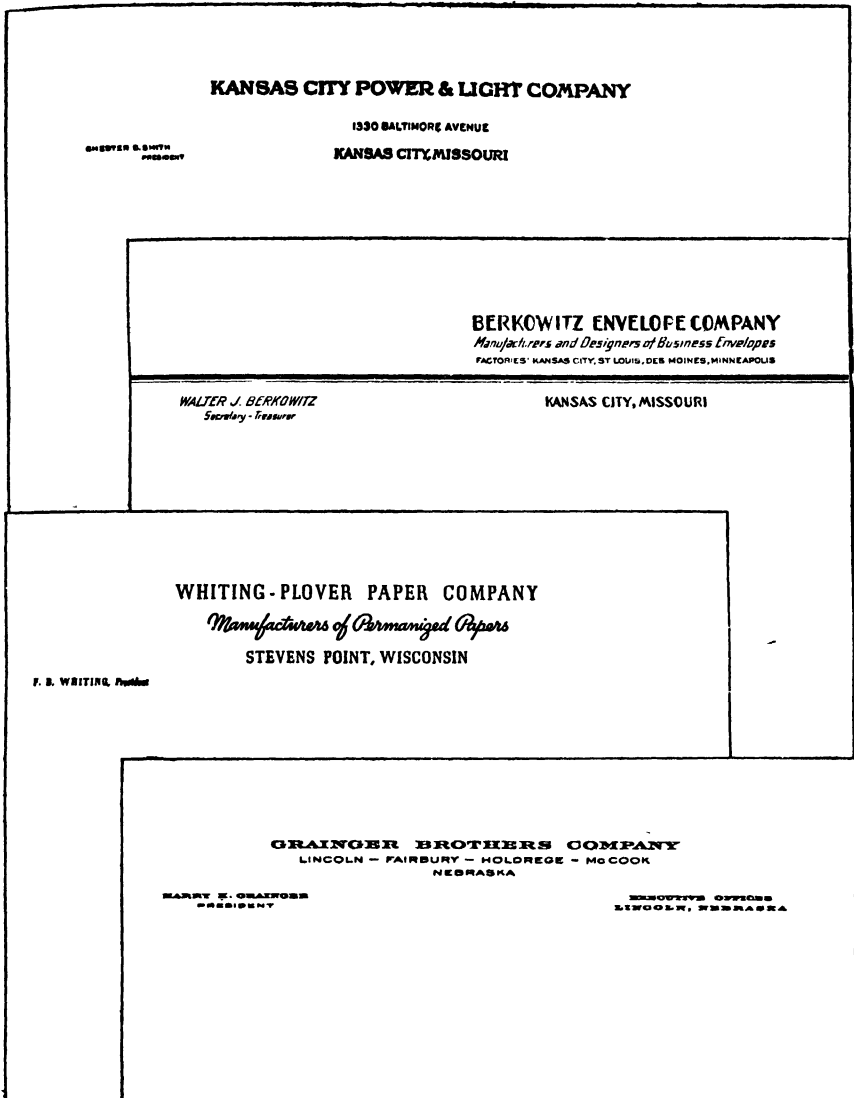 KANSAS CITY POWER & LIGHT COMPANY
1330 BALTIMORE AVENUE
CHESTER C. SMITH
PRESIDENT
KANSAS CITY, MISSOURI
BERKOWITZ ENVELOPE COMPANY
Manufacturers and Designers of Business Envelopes
FACTORIES: KANSAS CITY, ST LOUIS, DES MOINES, MINNEAPOLIS
WALTER J. BERKOWITZ
Secretary - Treasurer
KANSAS CITY, MISSOURI
WHITING-PLOVER PAPER COMPANY
Manufacturers of Permanized Papers
STEVENS POINT, WISCONSIN
F. B. WHITING, President
GRAINGER BROTHERS COMPANY
LINCOLN — FAIRBURY — HOLDREGE — McCOOK
NEBRASKA
HARRY K. GRAINGER
PRESIDENT
EXECUTIVE OFFICES
LINCOLN, NEBRASKA